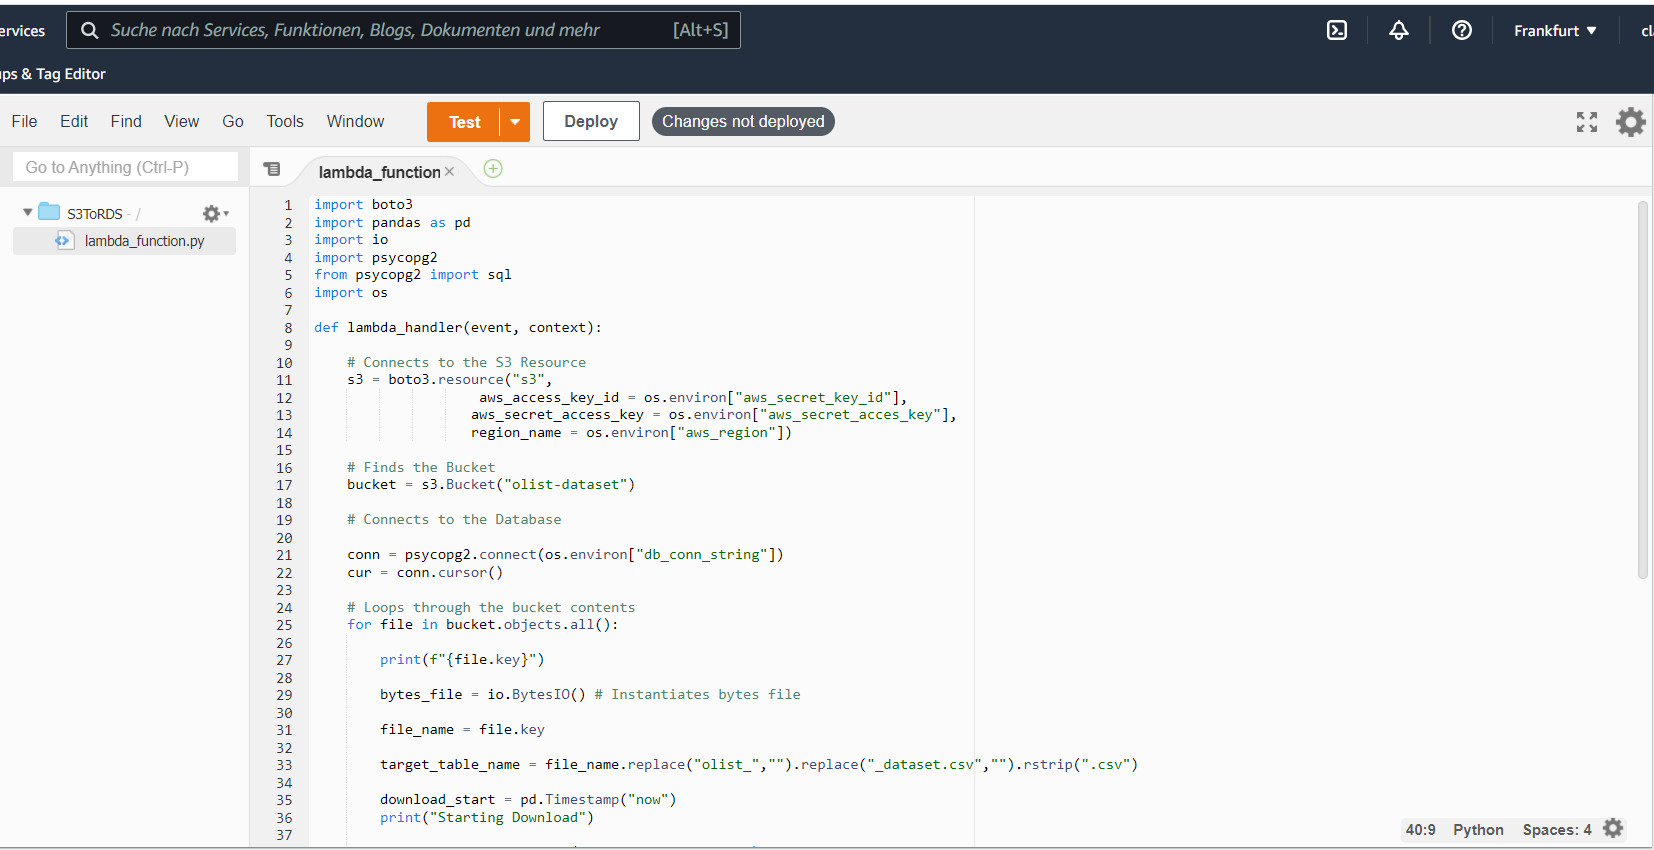 ervices
Suche nach Services, Funktionen, Blogs, Dokumenten und mehr [Alt+S]
Frankfurt ▼
cl
ps & Tag Editor
File Edit Find View Go Tools Window Test Deploy Changes not deployed
Go to Anything (Ctrl-P)
lambda_function ×
S3ToRDS - /
lambda_function.py
1 import boto3
2 import pandas as pd
3 import io
4 import psycopg2
5 from psycopg2 import sql
6 import os
7
8 def lambda_handler(event, context):
9
10     # Connects to the S3 Resource
11     s3 = boto3.resource("s3",
12                     aws_access_key_id = os.environ["aws_secret_key_id"],
13                    aws_secret_access_key = os.environ["aws_secret_acces_key"],
14                    region_name = os.environ["aws_region"])
15
16     # Finds the Bucket
17     bucket = s3.Bucket("olist-dataset")
18
19     # Connects to the Database
20
21     conn = psycopg2.connect(os.environ["db_conn_string"])
22     cur = conn.cursor()
23
24     # Loops through the bucket contents
25     for file in bucket.objects.all():
26
27         print(f"{file.key}")
28
29         bytes_file = io.BytesIO() # Instantiates bytes file
30
31         file_name = file.key
32
33         target_table_name = file_name.replace("olist_","").replace("_dataset.csv","").rstrip(".csv")
34
35         download_start = pd.Timestamp("now")
36         print("Starting Download")
37
40:9 Python Spaces: 4